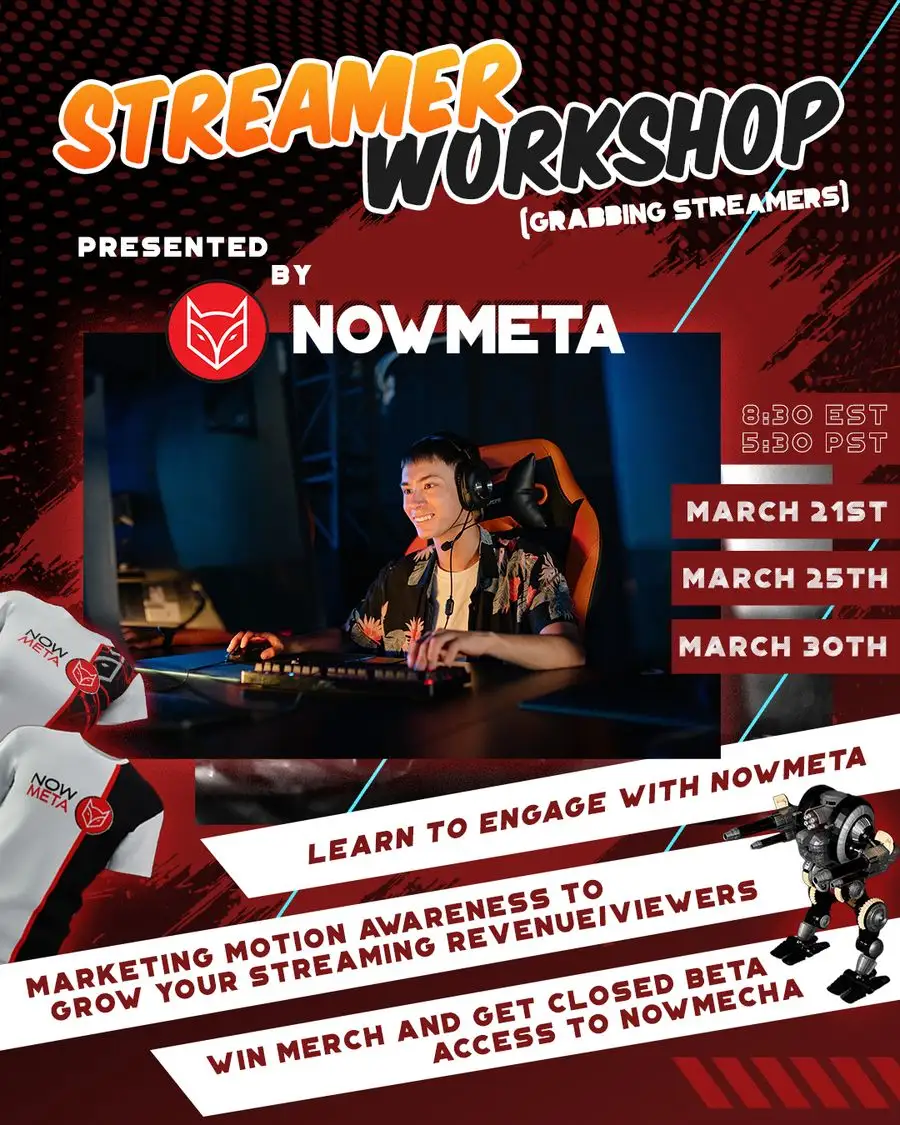 STREAMER
WORKSHOP
(GRABBING STREAMERS)
PRESENTED
BY
NOWMETA
8:30 EST
5:30 PST
MARCH 21ST
MARCH 25TH
MARCH 30TH
NOW
META
NOW
META
LEARN TO ENGAGE WITH NOWMETA
MARKETING MOTION AWARENESS TO
GROW YOUR STREAMING REVENUE/VIEWERS
WIN MERCH AND GET CLOSED BETA
ACCESS TO NOWMECHA